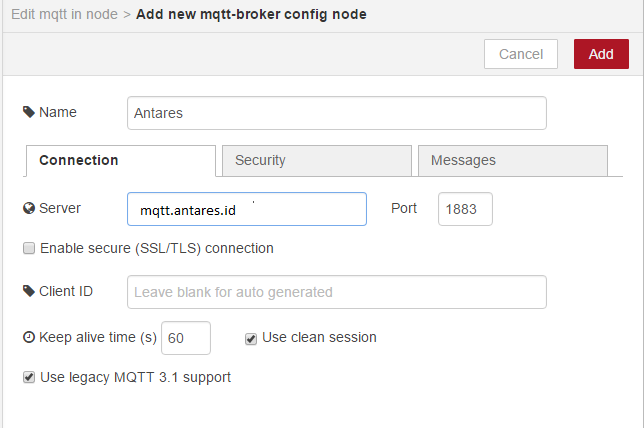 Edit mqtt in node > Add new mqtt-broker config node
Cancel Add
Name Antares
Connection Security Messages
Server mqtt.antares.id Port 1883
Enable secure (SSL/TLS) connection
Client ID Leave blank for auto generated
Keep alive time (s) 60 Use clean session
Use legacy MQTT 3.1 support